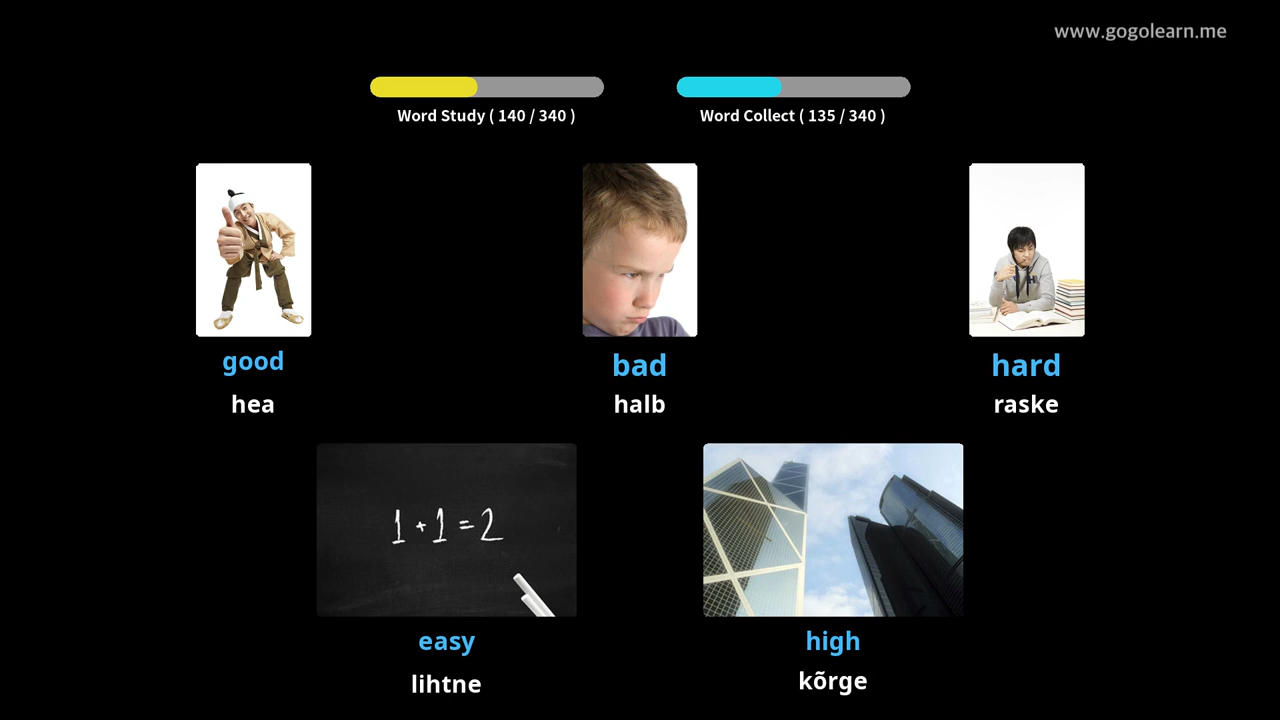 www.gogolearn.me
Word Study ( 140 / 340 )
Word Collect ( 135 / 340 )
good
hea
bad
halb
hard
raske
1 + 1 = 2
easy
lihtne
high
kõrge